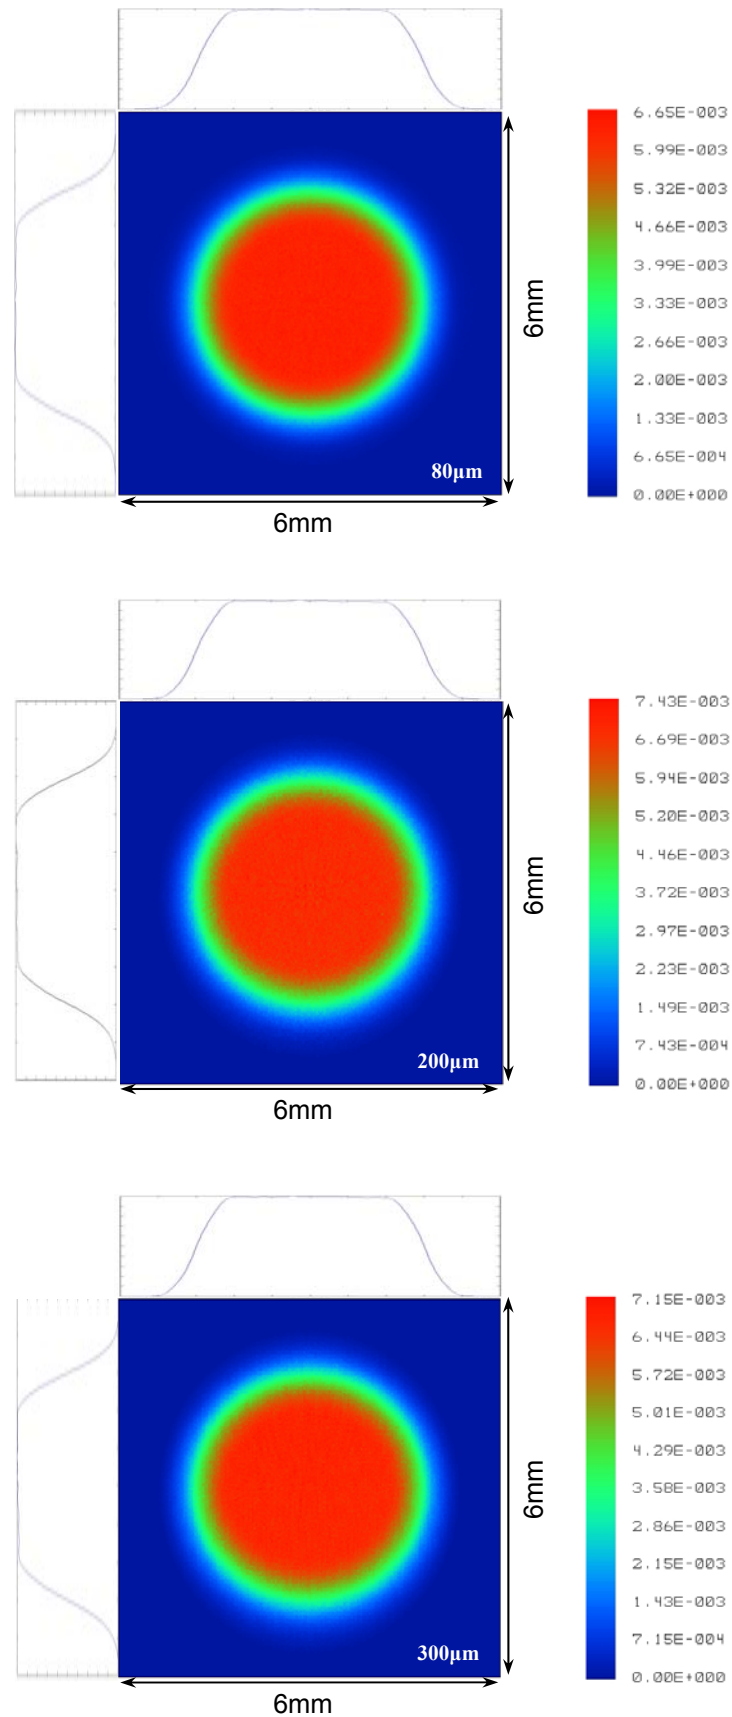 6.65E-003
5.99E-003
5.32E-003
4.66E-003
3.99E-003
3.33E-003
2.66E-003
2.00E-003
1.33E-003
6.65E-004
0.00E+000
6mm
80μm
6mm
7.43E-003
6.69E-003
5.94E-003
5.20E-003
4.46E-003
3.72E-003
2.97E-003
2.23E-003
1.49E-003
7.43E-004
0.00E+000
6mm
200μm
6mm
7.15E-003
6.44E-003
5.72E-003
5.01E-003
4.29E-003
3.58E-003
2.86E-003
2.15E-003
1.43E-003
7.15E-004
0.00E+000
6mm
300μm
6mm